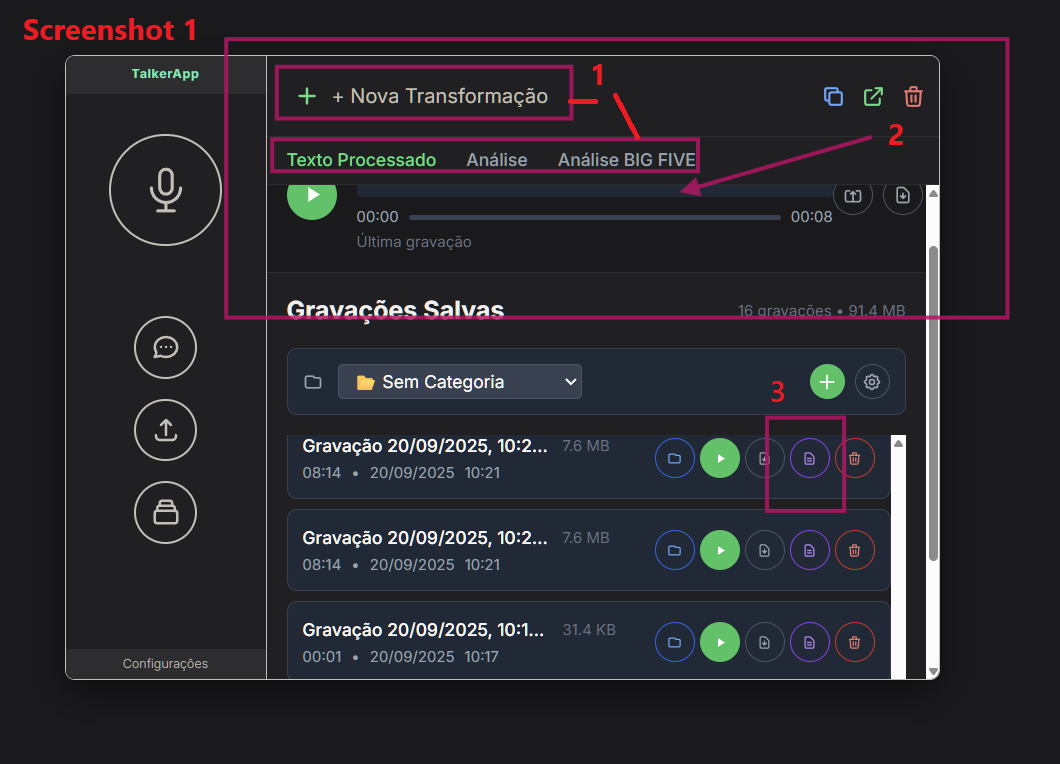 Screenshot 1
TalkerApp
+ Nova Transformação
1
2
Texto Processado
Análise
Análise BIG FIVE
00:00
00:08
Última gravação
Gravações Salvas
16 gravações • 91.4 MB
Sem Categoria
3
Gravação 20/09/2025, 10:2...
7.6 MB
08:14 • 20/09/2025 10:21
Gravação 20/09/2025, 10:2...
7.6 MB
08:14 • 20/09/2025 10:21
Gravação 20/09/2025, 10:1...
31.4 KB
00:01 • 20/09/2025 10:17
Configurações